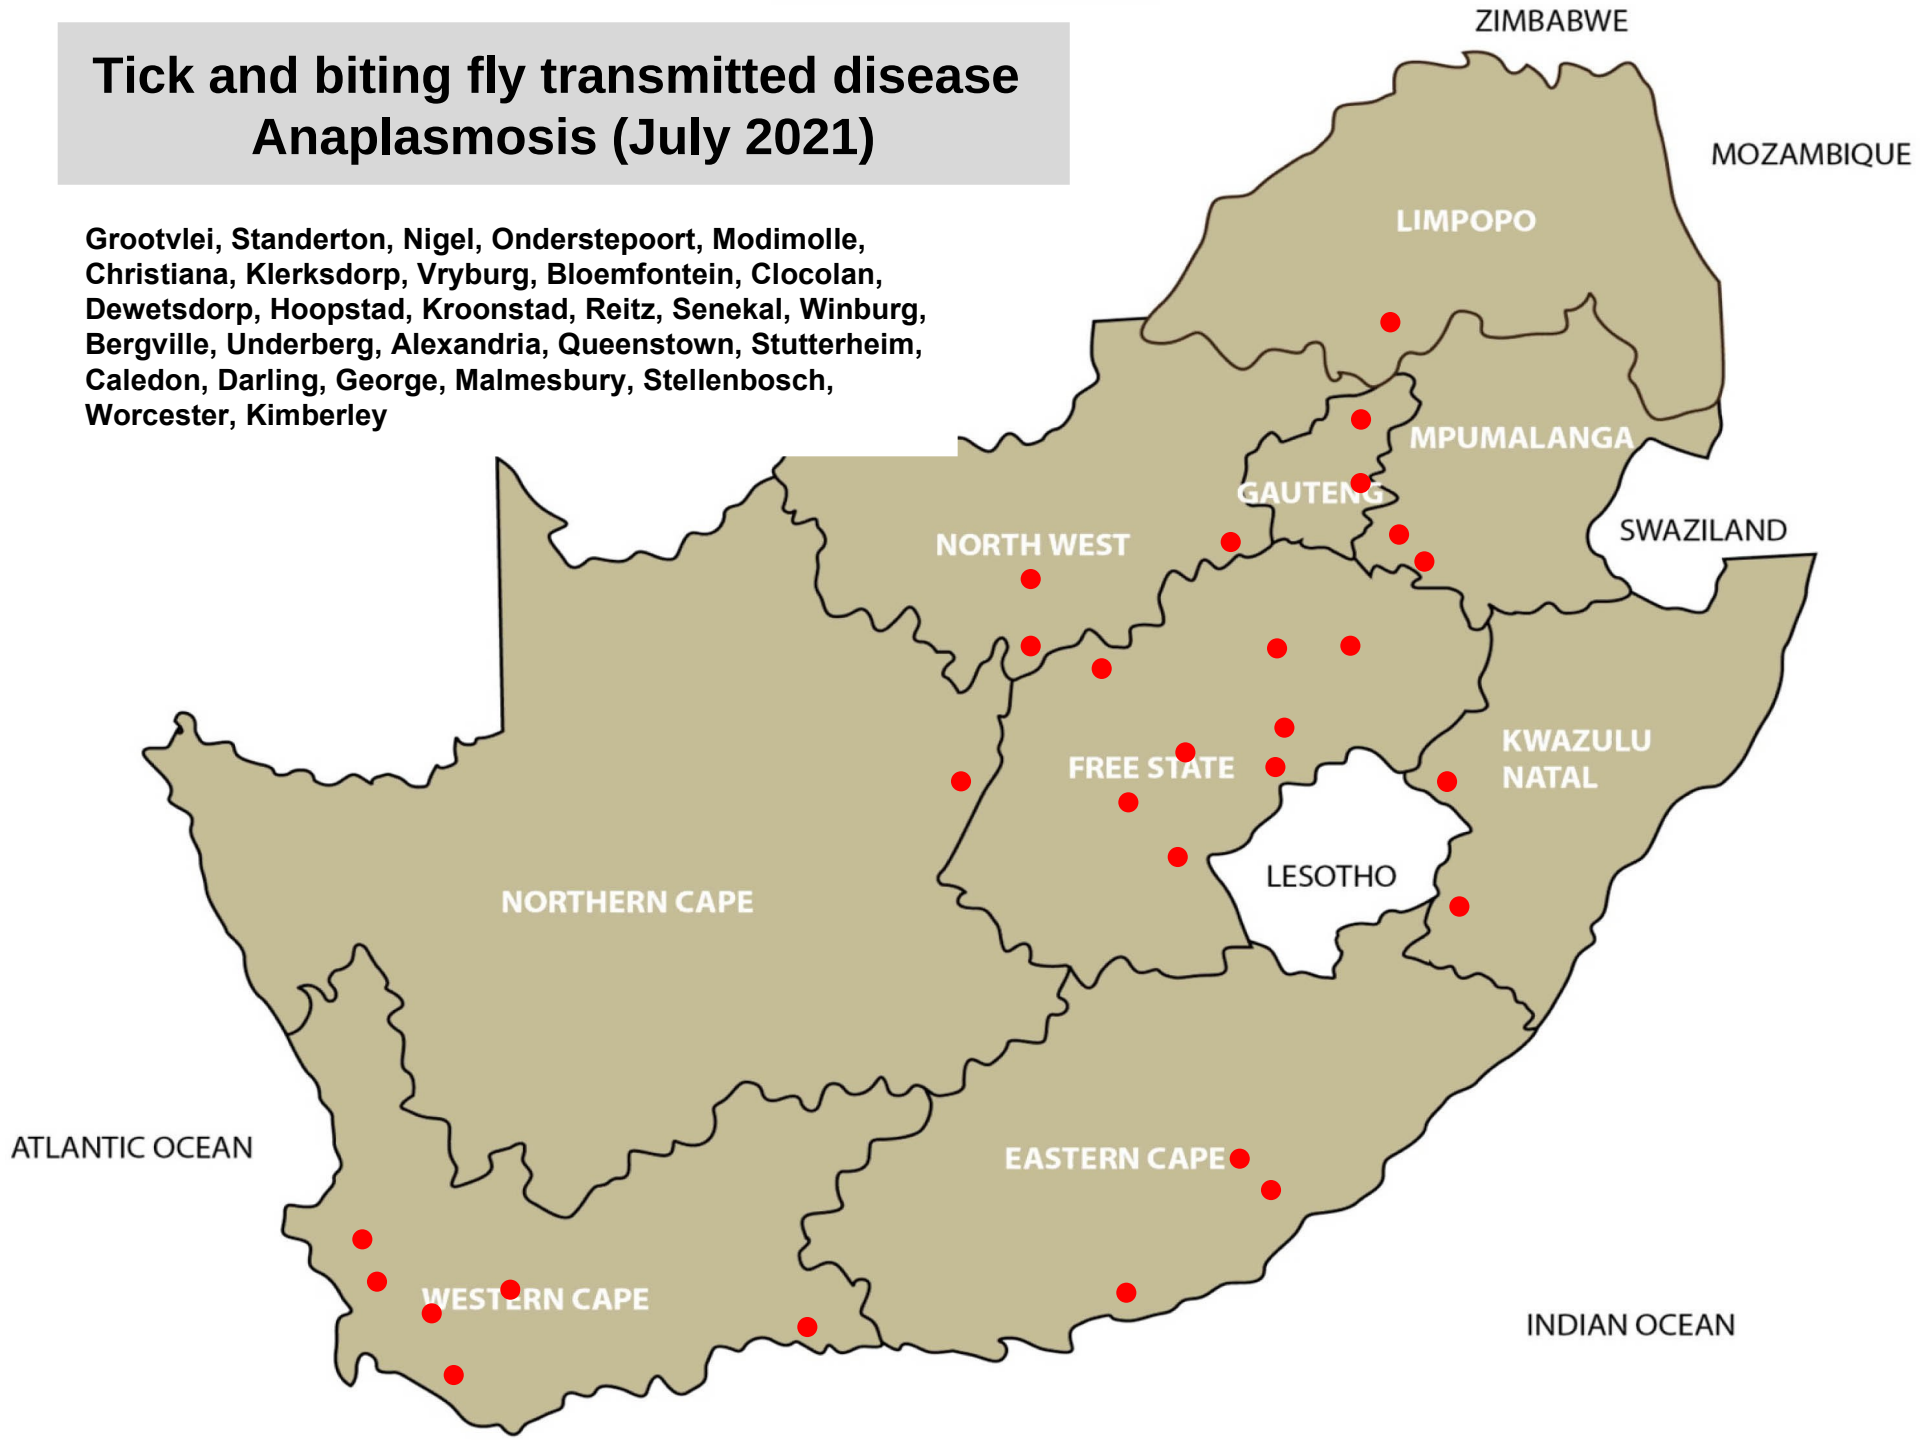 Tick and biting fly transmitted disease
Anaplasmosis (July 2021)
Grootvlei, Standerton, Nigel, Onderstepoort, Modimolle,
Christiana, Klerksdorp, Vryburg, Bloemfontein, Clocolan,
Dewetsdorp, Hoopstad, Kroonstad, Reitz, Senekal, Winburg,
Bergville, Underberg, Alexandria, Queenstown, Stutterheim,
Caledon, Darling, George, Malmesbury, Stellenbosch,
Worcester, Kimberley
ZIMBABWE
MOZAMBIQUE
LIMPOPO
MPUMALANGA
GAUTENG
SWAZILAND
NORTH WEST
KWAZULU
NATAL
FREE STATE
LESOTHO
NORTHERN CAPE
ATLANTIC OCEAN
EASTERN CAPE
WESTERN CAPE
INDIAN OCEAN